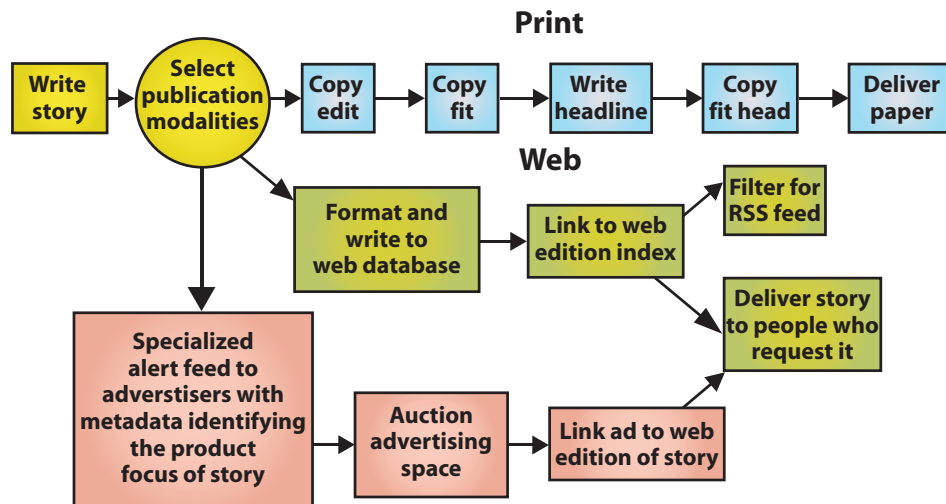 Print
Write
story
Select
publication
modalities
Copy
edit
Copy
fit
Write
headline
Copy
fit head
Deliver
paper
Web
Format and
write to
web database
Link to web
edition index
Filter for
RSS feed
Deliver story
to people who
request it
Specialized
alert feed to
adverstisers with
metadata identifying
the product
focus of story
Auction
advertising
space
Link ad to web
edition of story